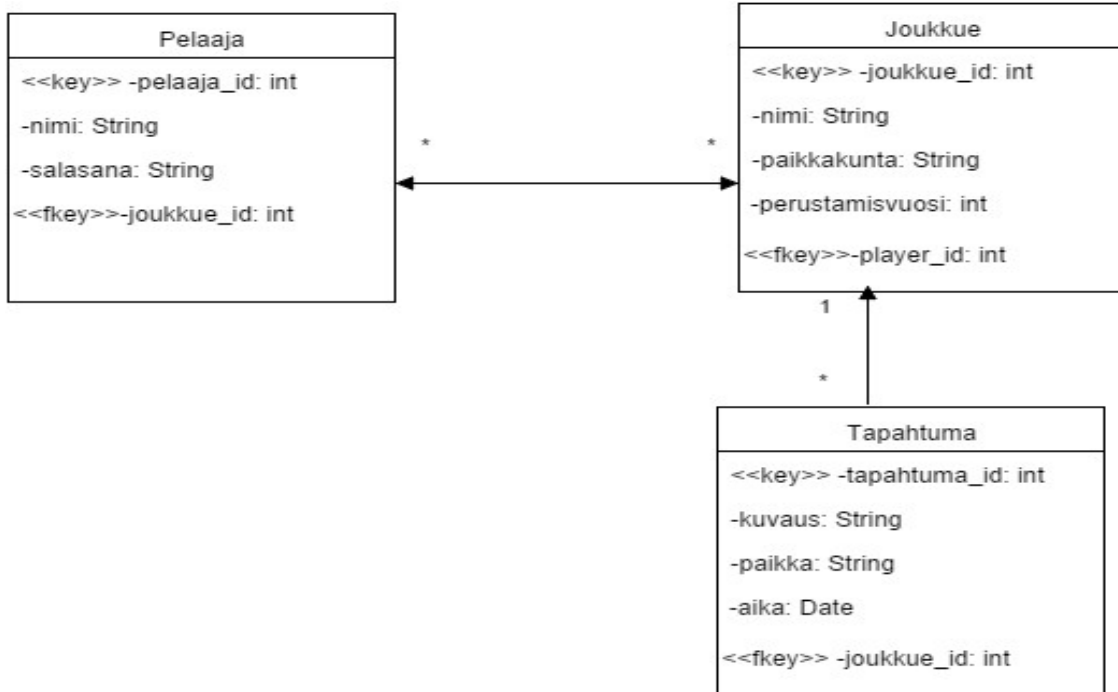 Pelaaja
<<key>> -pelaaja_id: int
-nimi: String
-salasana: String
<<fkey>>-joukkue_id: int
*
*
Joukkue
<<key>> -joukkue_id: int
-nimi: String
-paikkakunta: String
-perustamisvuosi: int
<<fkey>>-player_id: int
1
*
Tapahtuma
<<key>> -tapahtuma_id: int
-kuvaus: String
-paikka: String
-aika: Date
<<fkey>> -joukkue_id: int